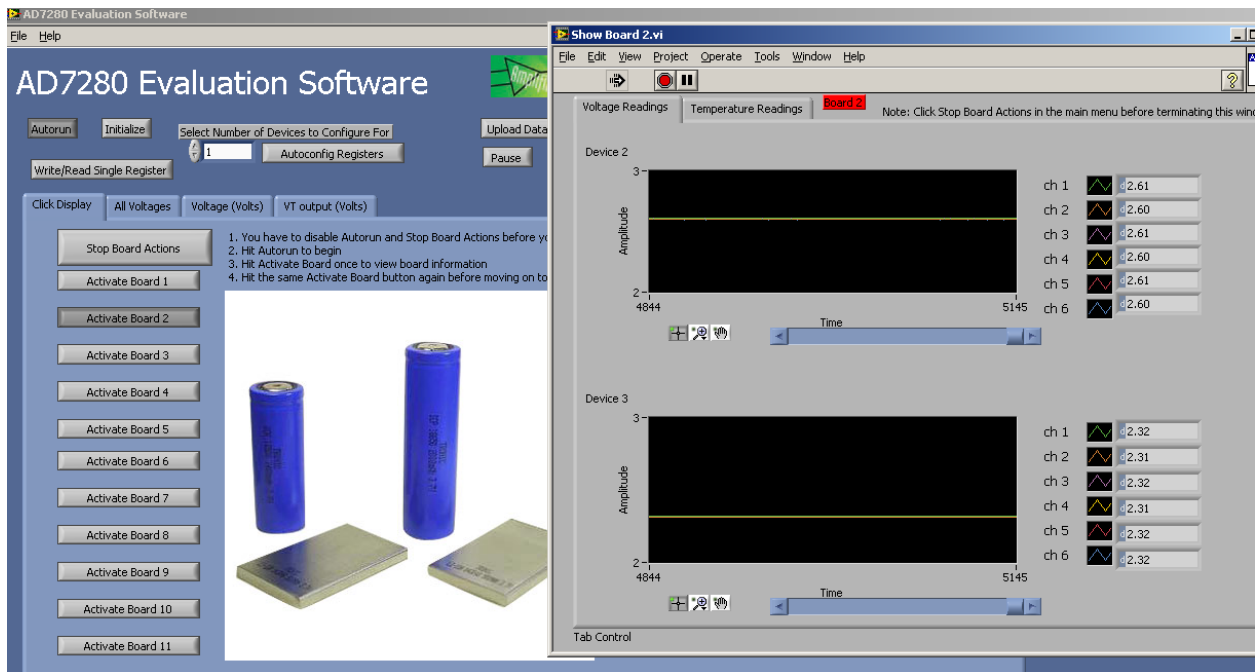 AD7280 Evaluation Software
File Help
AD7280 Evaluation Software
Autorun
Initialize
Select Number of Devices to Configure For
Upload Data
1
Autoconfig Registers
Pause
Write/Read Single Register
Click Display
All Voltages
Voltage (Volts)
VT output (Volts)
Stop Board Actions
1. You have to disable Autorun and Stop Board Actions before
2. Hit Autorun to begin
3. Hit Activate Board once to view board information
4. Hit the same Activate Board button again before moving on to
Activate Board 1
Activate Board 2
Activate Board 3
Activate Board 4
Activate Board 5
Activate Board 6
Activate Board 7
Activate Board 8
Activate Board 9
Activate Board 10
Activate Board 11
Show Board 2.vi
File Edit View Project Operate Tools Window Help
Voltage Readings
Temperature Readings
Board 2
Note: Click Stop Board Actions in the main menu before terminating this
Device 2
3
Amplitude
2
4844
5145
Time
ch 1 2.61
ch 2 2.60
ch 3 2.61
ch 4 2.60
ch 5 2.61
ch 6 2.60
Device 3
3
Amplitude
2
4844
5145
Time
ch 1 2.32
ch 2 2.31
ch 3 2.32
ch 4 2.31
ch 5 2.32
ch 6 2.32
Tab Control